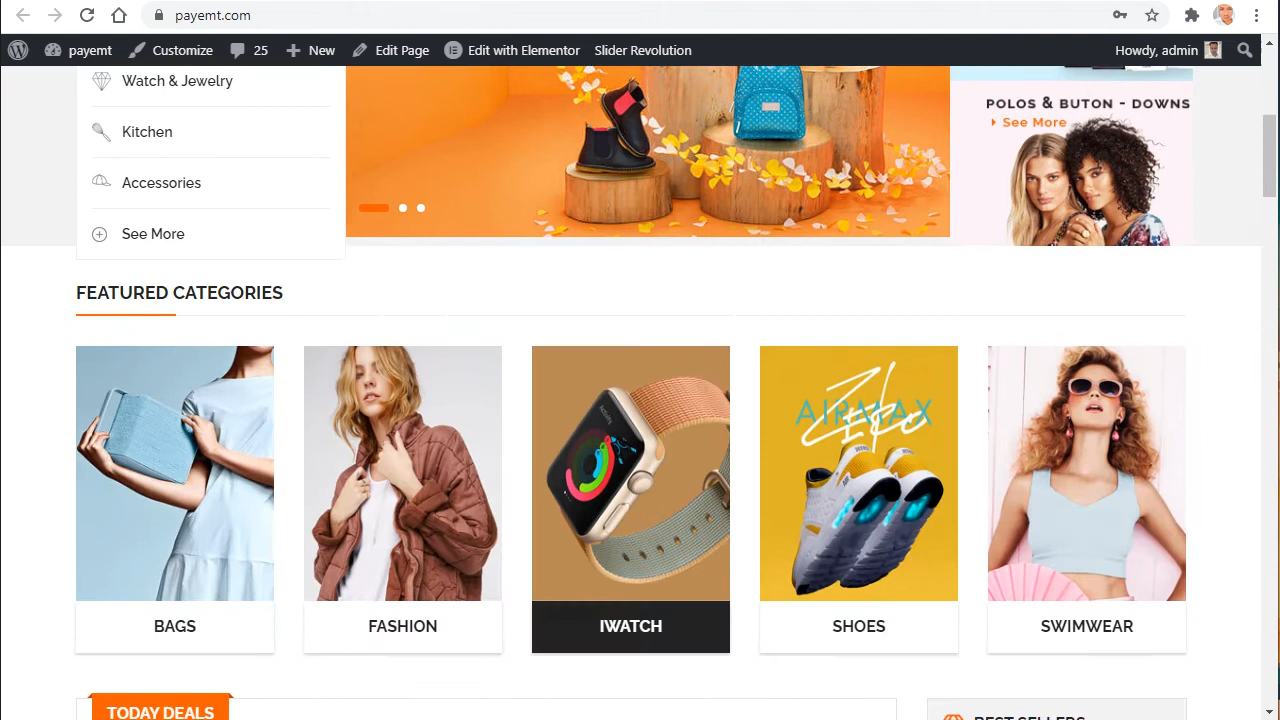 payemt.com
payemt Customize 25 New Edit Page Edit with Elementor Slider Revolution Howdy, admin
Watch & Jewelry
Kitchen
Accessories
See More
POLOS & BUTON - DOWNS
See More
FEATURED CATEGORIES
AIRMAX
BAGS
FASHION
IWATCH
SHOES
SWIMWEAR
TODAY DEALS
BEST SELLERS